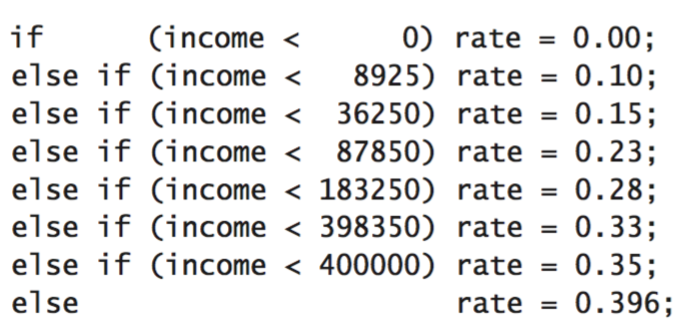 if      (income <      0) rate = 0.00;
else if (income <   8925) rate = 0.10;
else if (income <  36250) rate = 0.15;
else if (income <  87850) rate = 0.23;
else if (income < 183250) rate = 0.28;
else if (income < 398350) rate = 0.33;
else if (income < 400000) rate = 0.35;
else                      rate = 0.396;